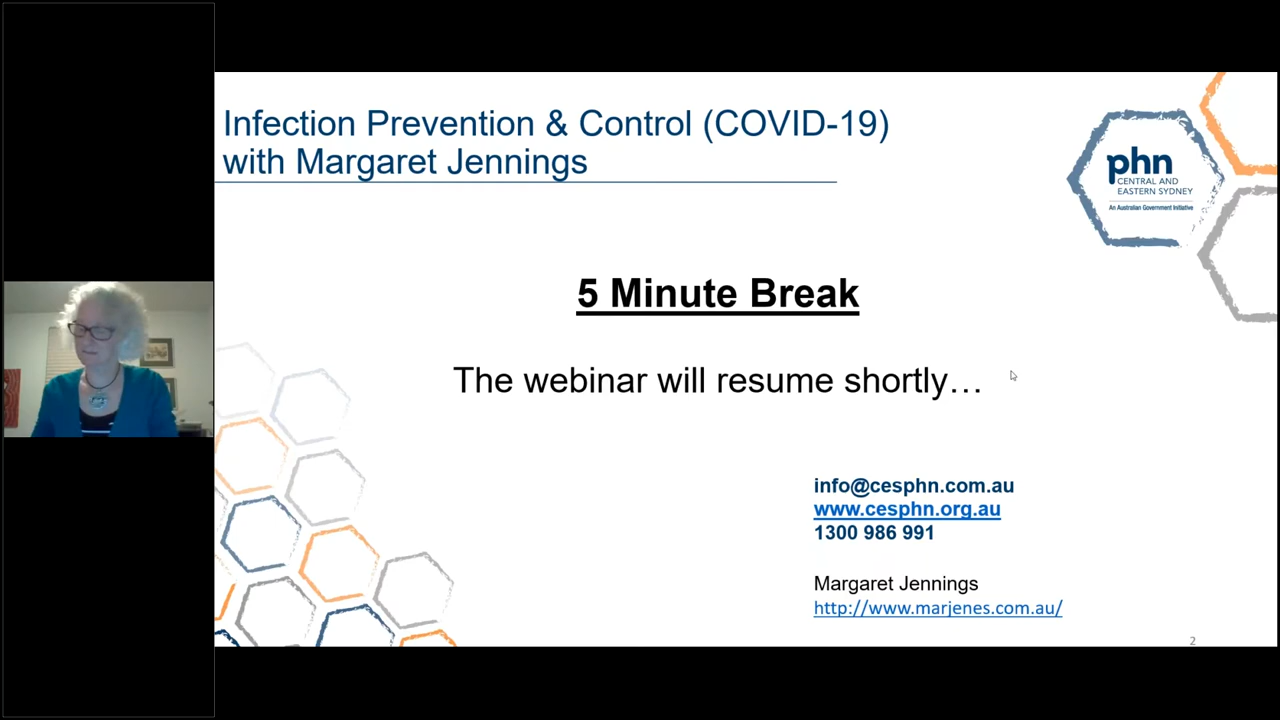 Infection Prevention & Control (COVID-19)
with Margaret Jennings
phn
CENTRAL AND
EASTERN SYDNEY
An Australian Government Initiative
5 Minute Break
The webinar will resume shortly…
info@cesphn.com.au
www.cesphn.org.au
1300 986 991
Margaret Jennings
http://www.marjenes.com.au/
2